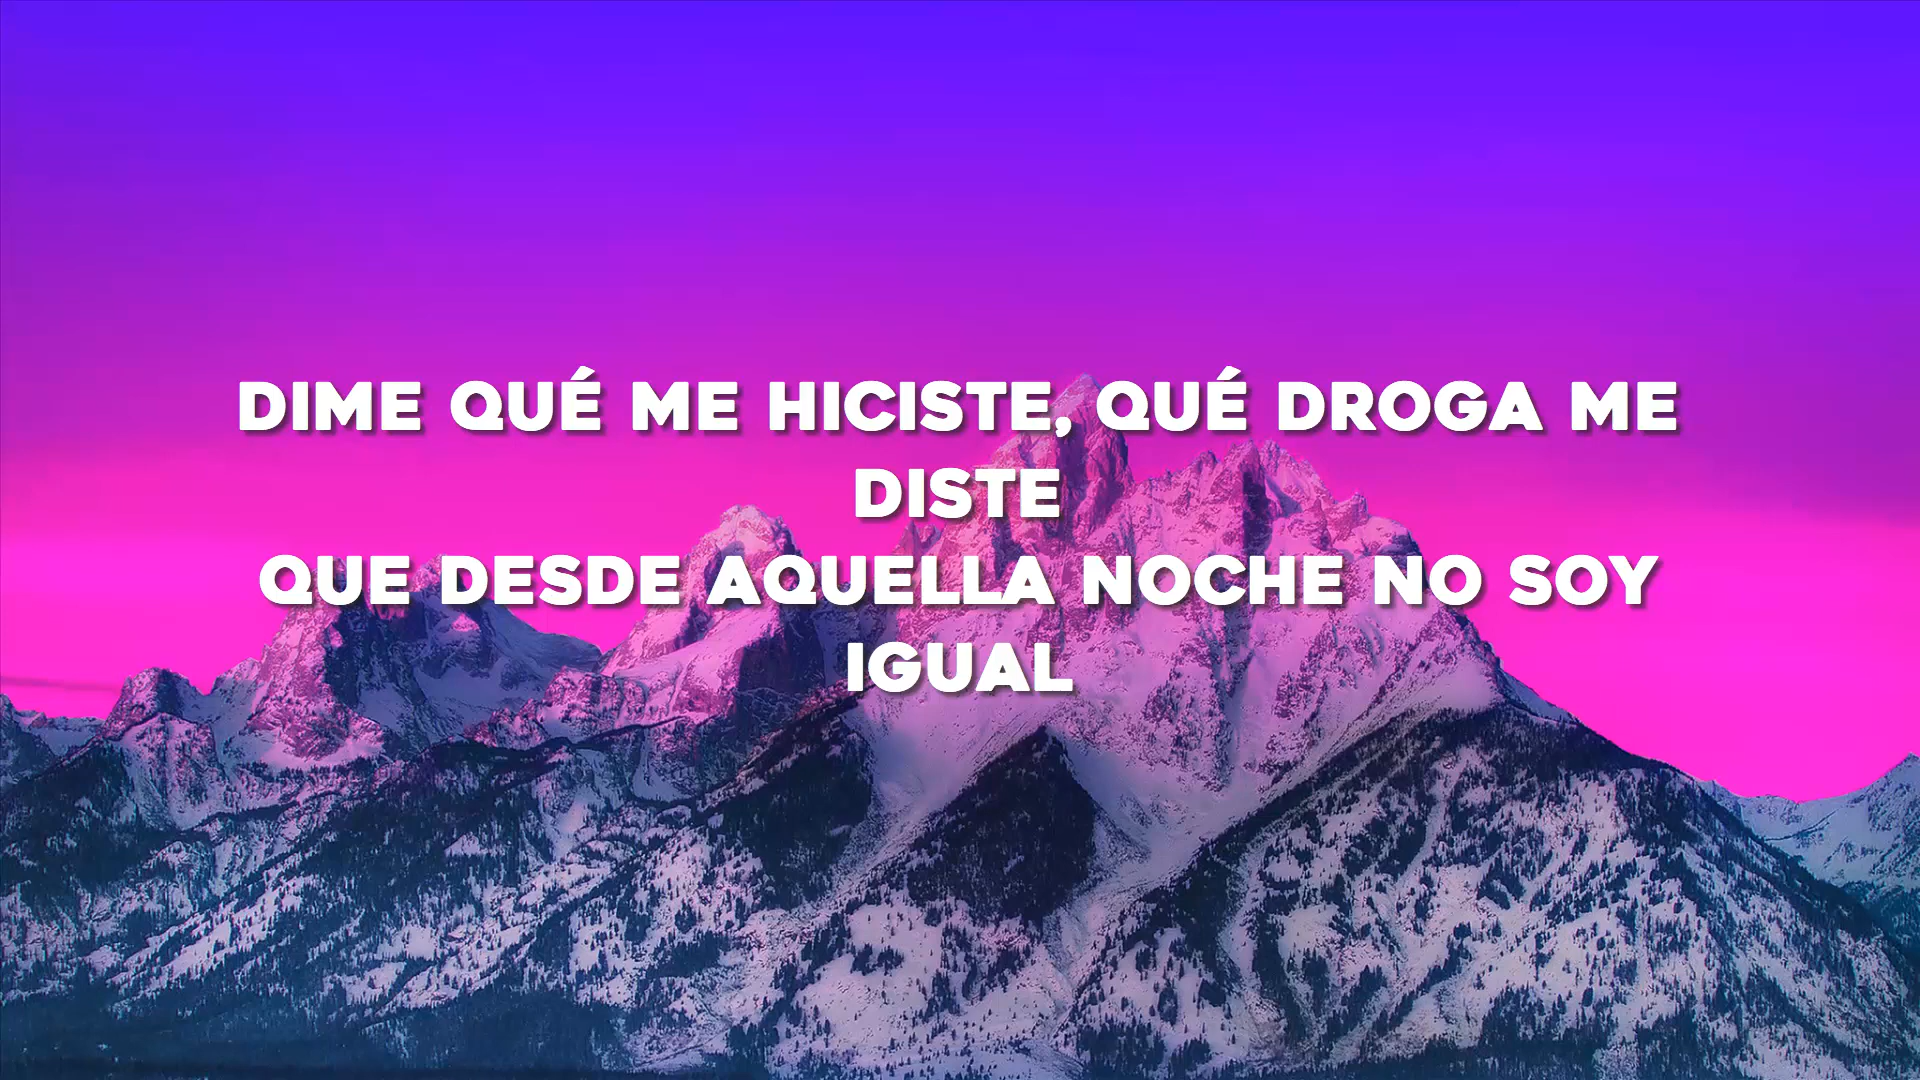 DIME QUÉ ME HICISTE, QUÉ DROGA ME
DISTE
QUE DESDE AQUELLA NOCHE NO SOY
IGUAL